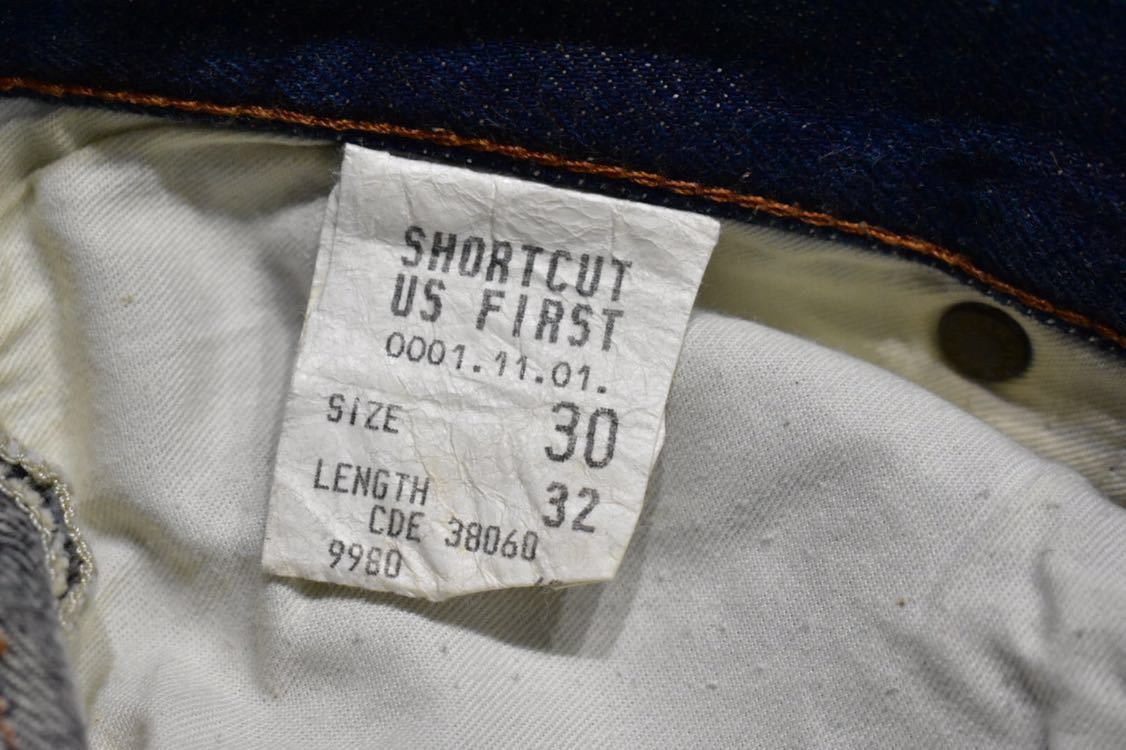 SHORTCUT
US FIRST
0001.11.01.
SIZE 30
LENGTH 32
CDE 38060
9980